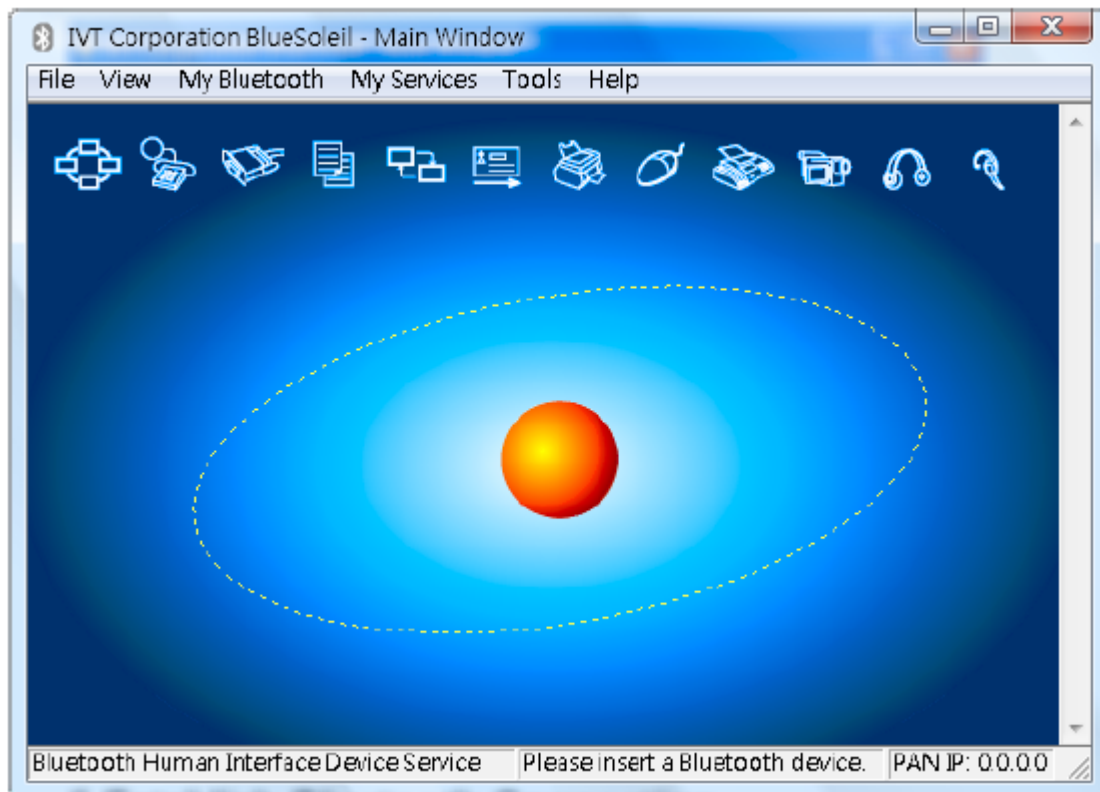 IVT Corporation BlueSoleil - Main Window
File View My Bluetooth My Services Tools Help
Bluetooth Human Interface Device Service Please insert a Bluetooth device. PAN IP: 0.0.0.0